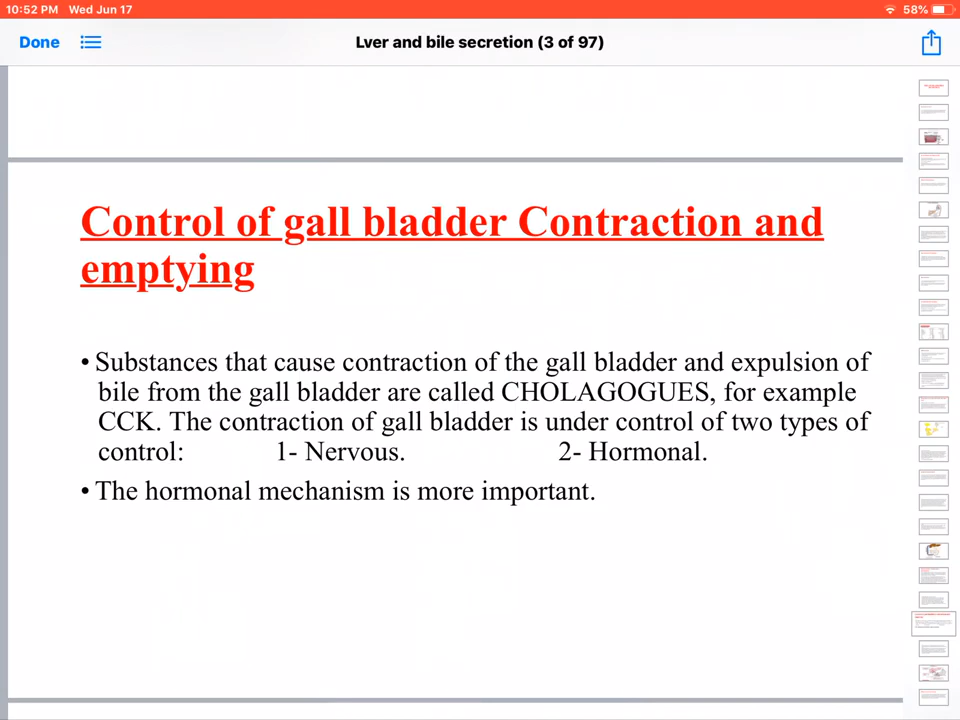 10:52 PM Wed Jun 17 58%
Done Lver and bile secretion (3 of 97)
Control of gall bladder Contraction and
emptying
• Substances that cause contraction of the gall bladder and expulsion of
bile from the gall bladder are called CHOLAGOGUES, for example
CCK. The contraction of gall bladder is under control of two types of
control: 1- Nervous. 2- Hormonal.
• The hormonal mechanism is more important.